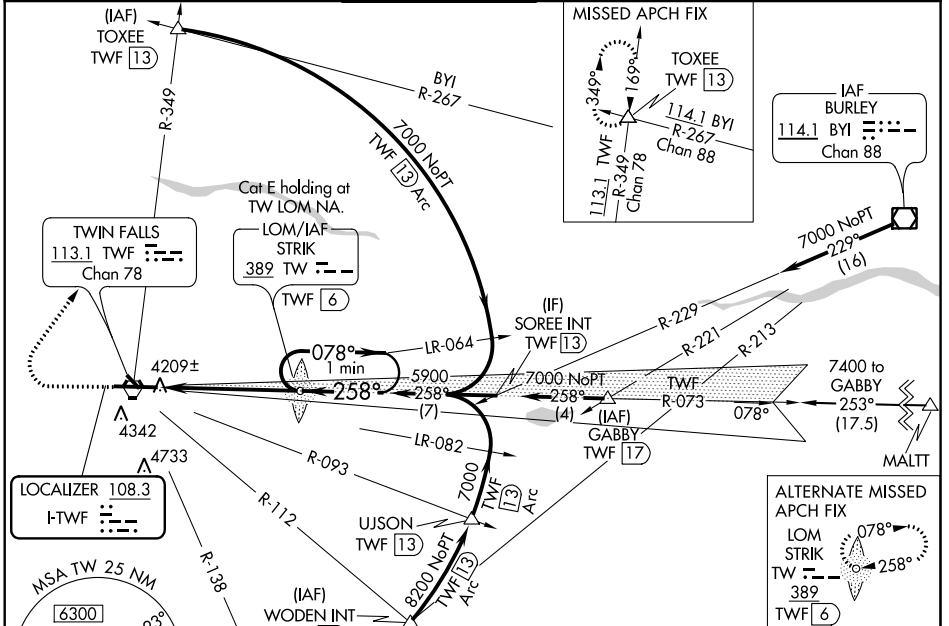 (IAF)
TOXEE
TWF 13
BYI
R-267
R-349
7000 NoPT
TWF 13 Arc
MISSED APCH FIX
TOXEE
TWF 13
349°
169°
114.1 BYI
R-267
Chan 88
113.1 TWF
R-349
Chan 78
IAF
BURLEY
114.1 BYI
Chan 88
7000 NoPT
229°
(16)
Cat E holding at
TW LOM NA.
LOM/IAF
STRIK
389 TW
TWF 6
TWIN FALLS
113.1 TWF
Chan 78
(IF)
SOREE INT
TWF 13
R-229
R-221
R-213
4209±
078°
1 min
258°
LR-064
5900
258°
(7)
7000 NoPT
258°
(4)
TWF
R-073
078°
7400 to
GABBY
253°
(17.5)
(IAF)
GABBY
TWF 17
MALTT
4342
4733
LR-082
R-093
R-112
R-138
LOCALIZER 108.3
I-TWF
7000
TWF 13 Arc
UJSON
TWF 13
8200 NoPT
TWF 13 Arc
(IAF)
WODEN INT
ALTERNATE MISSED
APCH FIX
LOM
STRIK
TW
389
TWF 6
078°
258°
MSA TW 25 NM
6300